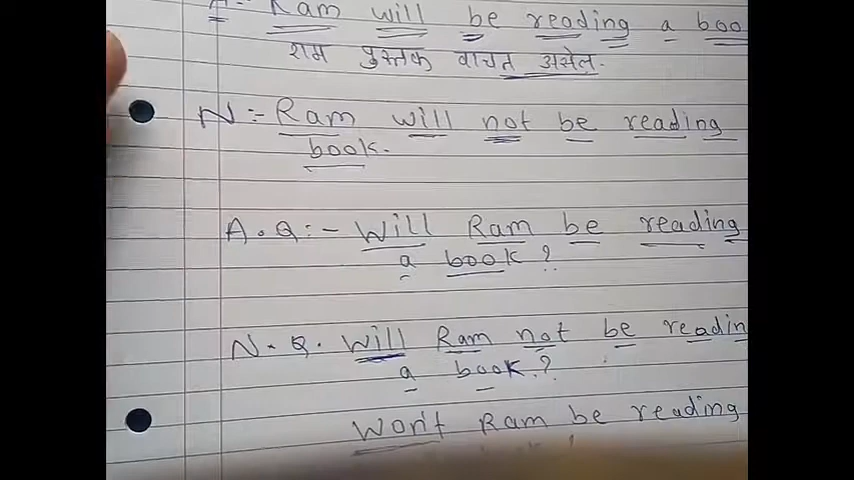 A:- Ram will be reading a boo
राम पुस्तक वाचत असेल.
N:- Ram will not be reading
book.
A.Q:- Will Ram be reading
a book?
N.Q. Will Ram not be readin
a book?
Won't Ram be reading